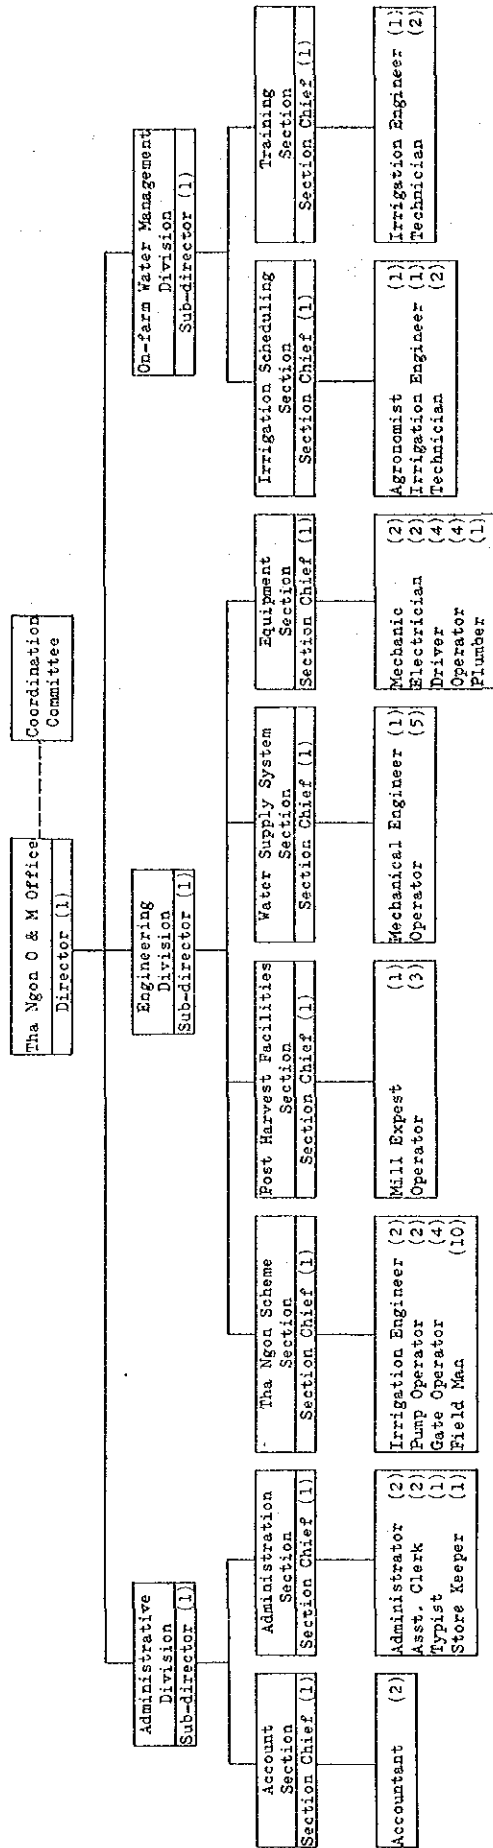 Tha Ngon O & M Office
Director (1)
Coordination
Committee
Administrative
Division
Sub-director (1)
Engineering
Division
Sub-director (1)
On-farm Water Management
Division
Sub-director (1)
Account
Section
Section Chief (1)
Administration
Section
Section Chief (1)
Tha Ngon Scheme
Section
Section Chief (1)
Post Harvest Facilities
Section
Section Chief (1)
Water Supply System
Section
Section Chief (1)
Equipment
Section
Section Chief (1)
Irrigation Scheduling
Section
Section Chief (1)
Training
Section
Section Chief (1)
Accountant (2)
Administrator (2)
Asst. Clerk (2)
Typist (1)
Store Keeper (1)
Irrigation Engineer (2)
Pump Operator (2)
Gate Operator (4)
Field Man (10)
Mill Expest (1)
Operator (3)
Mechanical Engineer (1)
Operator (5)
Mechanic (2)
Electrician (2)
Driver (4)
Operator (4)
Plumber (1)
Agronomist (1)
Irrigation Engineer (1)
Technician (2)
Irrigation Engineer (1)
Technician (2)